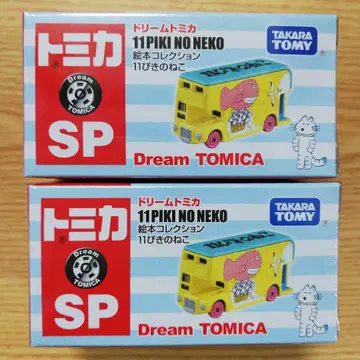 トミカ
Dream
TOMICA
SP
ドリームトミカ
11PIKI NO NEKO
絵本コレクション
11ぴきのねこ
TAKARA
TOMY
Dream TOMICA
トミカ
Dream
TOMICA
SP
ドリームトミカ
11PIKI NO NEKO
絵本コレクション
11ぴきのねこ
TAKARA
TOMY
Dream TOMICA